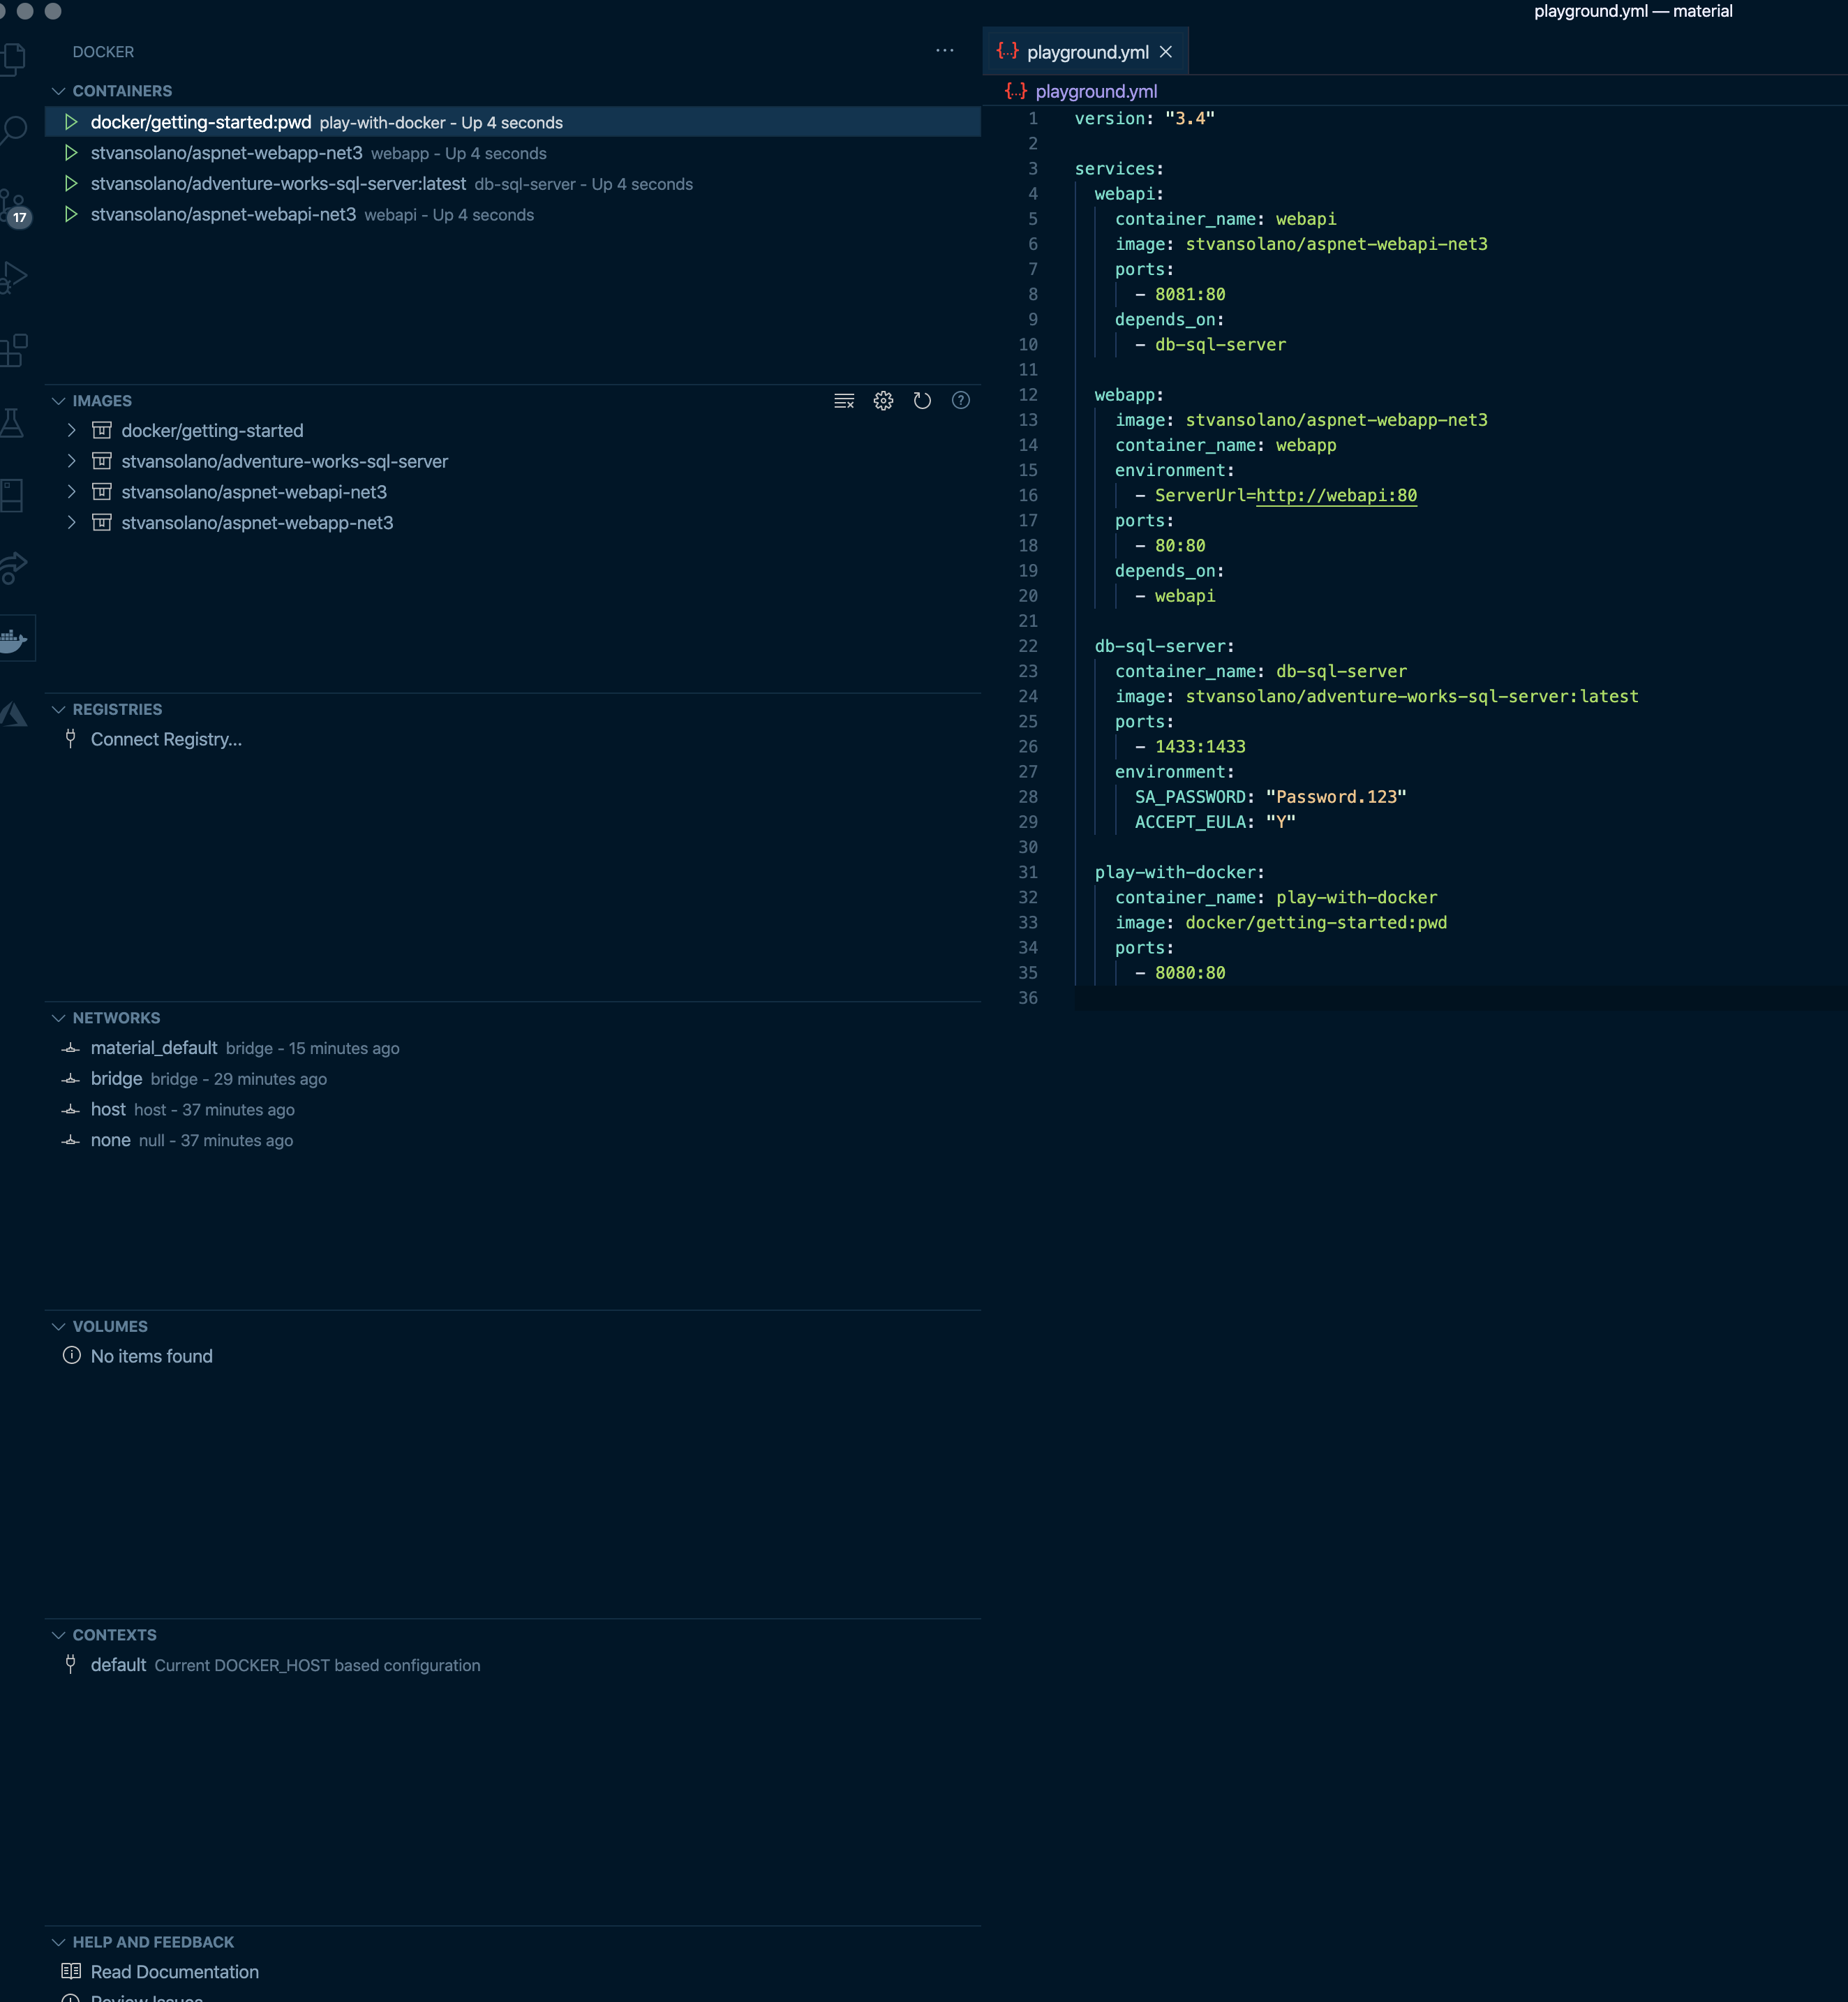 playground.yml — material
17
DOCKER
CONTAINERS
docker/getting-started:pwd play-with-docker - Up 4 seconds
stvansolano/aspnet-webapp-net3 webapp - Up 4 seconds
stvansolano/adventure-works-sql-server:latest db-sql-server - Up 4 seconds
stvansolano/aspnet-webapi-net3 webapi - Up 4 seconds
IMAGES
docker/getting-started
stvansolano/adventure-works-sql-server
stvansolano/aspnet-webapi-net3
stvansolano/aspnet-webapp-net3
REGISTRIES
Connect Registry...
NETWORKS
material_default bridge - 15 minutes ago
bridge bridge - 29 minutes ago
host host - 37 minutes ago
none null - 37 minutes ago
VOLUMES
No items found
CONTEXTS
default Current DOCKER_HOST based configuration
HELP AND FEEDBACK
Read Documentation
Review Issues
{...} playground.yml
{...} playground.yml
1 version: "3.4"
2
3 services:
4 webapi:
5 container_name: webapi
6 image: stvansolano/aspnet-webapi-net3
7 ports:
8 - 8081:80
9 depends_on:
10 - db-sql-server
11
12 webapp:
13 image: stvansolano/aspnet-webapp-net3
14 container_name: webapp
15 environment:
16 - ServerUrl=http://webapi:80
17 ports:
18 - 80:80
19 depends_on:
20 - webapi
21
22 db-sql-server:
23 container_name: db-sql-server
24 image: stvansolano/adventure-works-sql-server:latest
25 ports:
26 - 1433:1433
27 environment:
28 SA_PASSWORD: "Password.123"
29 ACCEPT_EULA: "Y"
30
31 play-with-docker:
32 container_name: play-with-docker
33 image: docker/getting-started:pwd
34 ports:
35 - 8080:80
36